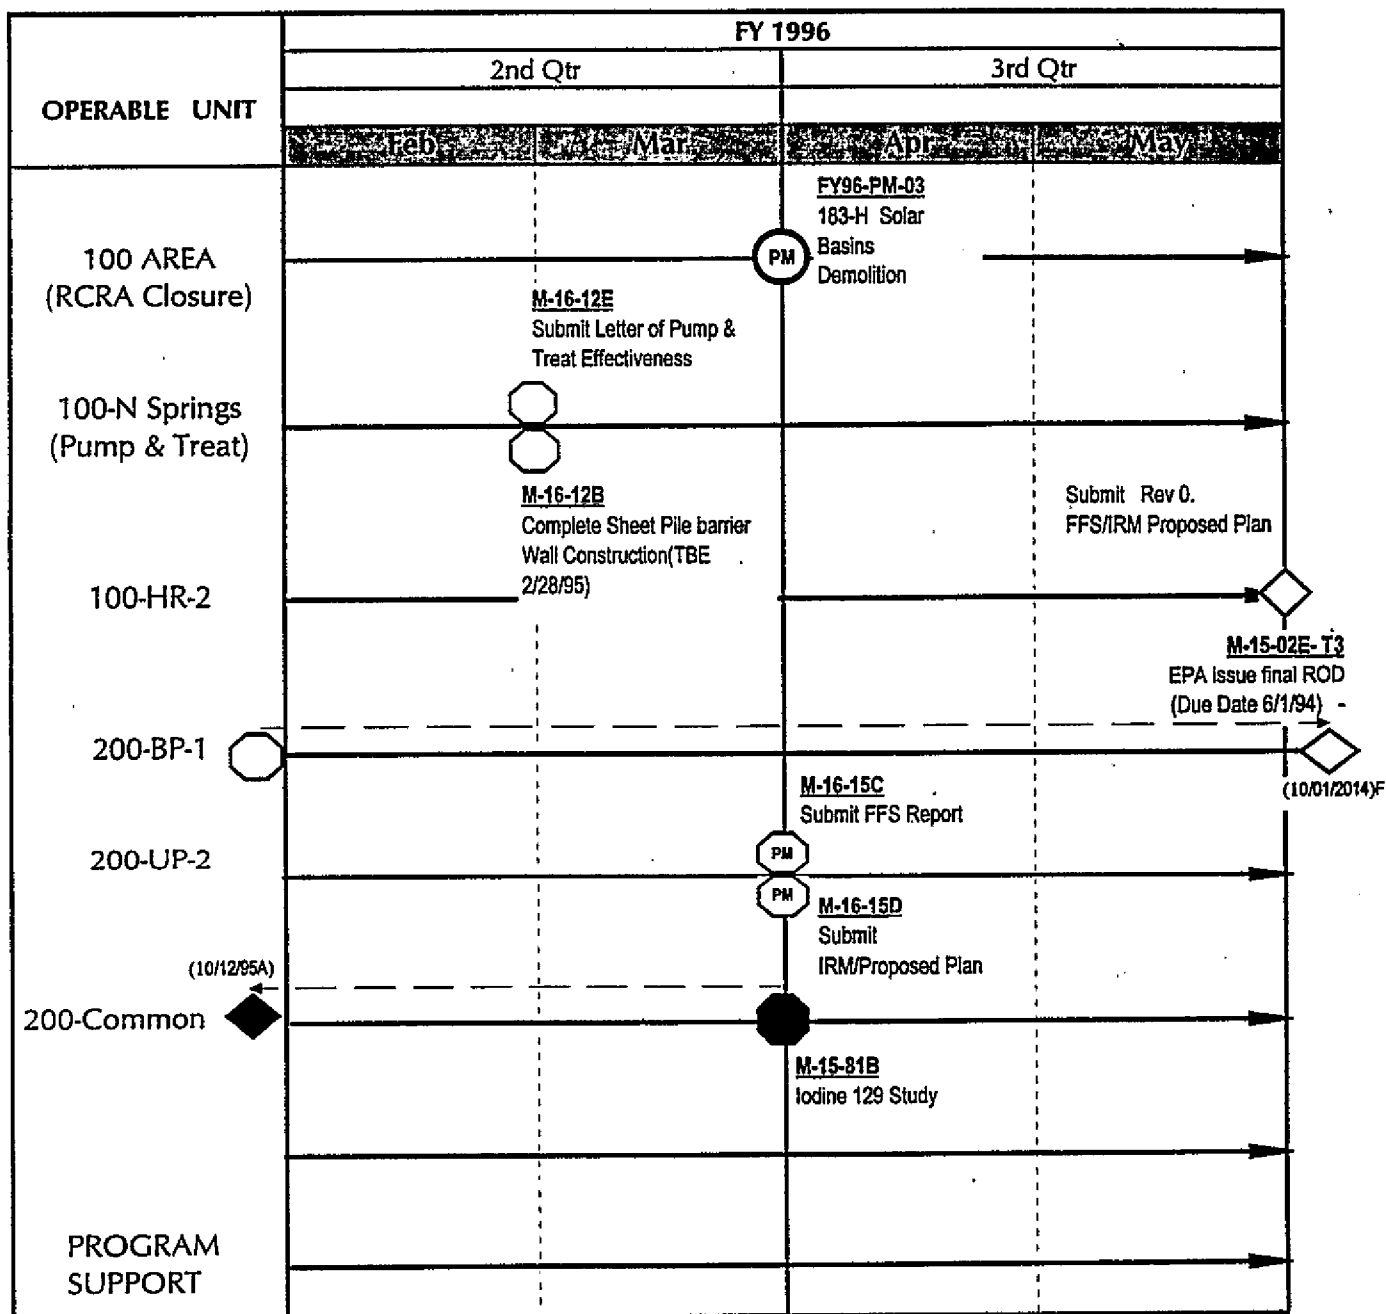 FY 1996
2nd Qtr
3rd Qtr
OPERABLE UNIT
Feb
Mar
Apr
May
FY96-PM-03
183-H Solar
Basins
Demolition
100 AREA
(RCRA Closure)
PM
M-16-12E
Submit Letter of Pump &
Treat Effectiveness
100-N Springs
(Pump & Treat)
M-16-12B
Complete Sheet Pile barrier
Wall Construction(TBE
2/28/95)
Submit Rev 0.
FFS/IRM Proposed Plan
100-HR-2
M-15-02E- T3
EPA issue final ROD
(Due Date 6/1/94)
200-BP-1
(10/01/2014)F
M-16-15C
Submit FFS Report
200-UP-2
PM
PM
M-16-15D
Submit
IRM/Proposed Plan
(10/12/95A)
200-Common
M-15-81B
Iodine 129 Study
PROGRAM
SUPPORT